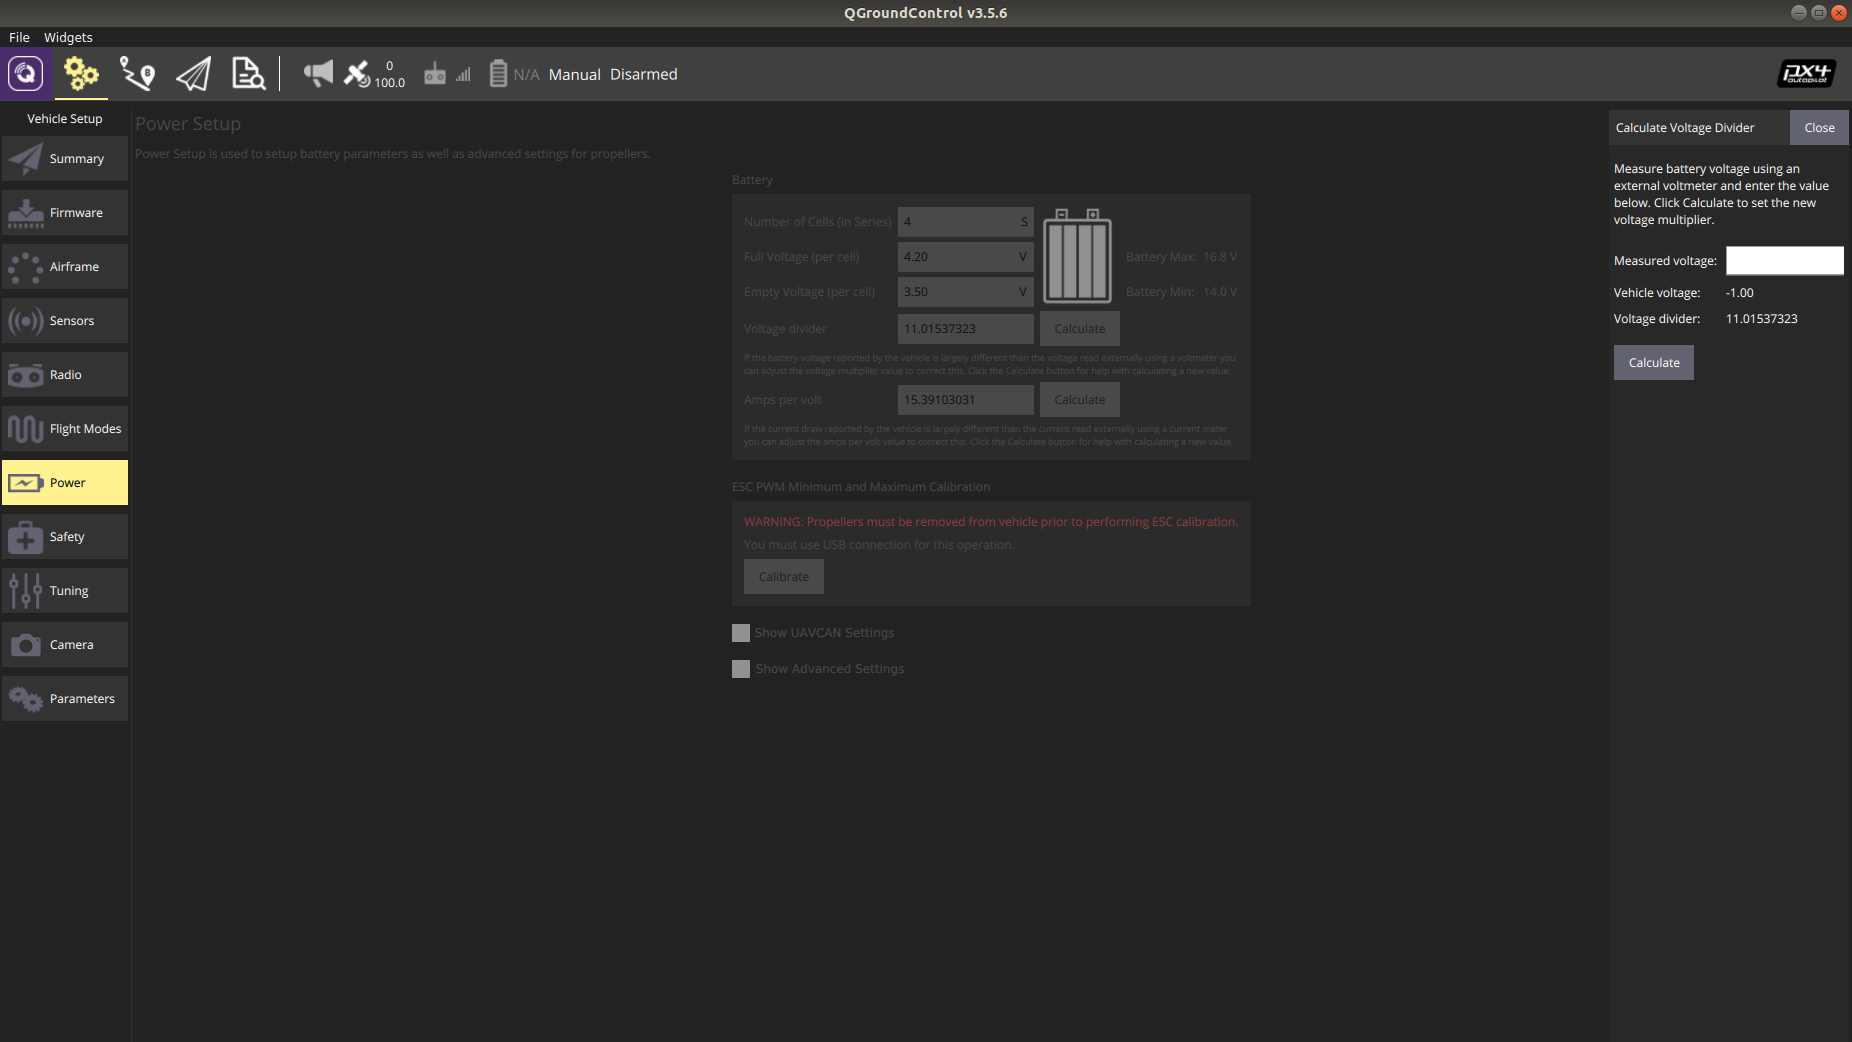 QGroundControl v3.5.6
File Widgets
0
100.0
N/A Manual Disarmed
px4
autopilot
Vehicle Setup
Summary
Firmware
Airframe
Sensors
Radio
Flight Modes
Power
Safety
Tuning
Camera
Parameters
Power Setup
Power Setup is used to setup battery parameters as well as advanced settings for propellers.
Battery
Number of Cells (in Series) 4 S
Full Voltage (per cell) 4.20 V Battery Max: 16.8 V
Empty Voltage (per cell) 3.50 V Battery Min: 14.0 V
Voltage divider 11.01537323 Calculate
If the battery voltage reported by the vehicle is largely different than the voltage read externally using a voltmeter you
can adjust the voltage multiplier value to correct this. Click the Calculate button for help with calculating a new value.
Amps per volt 15.39103031 Calculate
If the current draw reported by the vehicle is largely different than the current read externally using a current meter
you can adjust the amps per volt value to correct this. Click the Calculate button for help with calculating a new value.
ESC PWM Minimum and Maximum Calibration
WARNING: Propellers must be removed from vehicle prior to performing ESC calibration.
You must use USB connection for this operation.
Calibrate
Show UAVCAN Settings
Show Advanced Settings
Calculate Voltage Divider Close
Measure battery voltage using an
external voltmeter and enter the value
below. Click Calculate to set the new
voltage multiplier.
Measured voltage:
Vehicle voltage: -1.00
Voltage divider: 11.01537323
Calculate